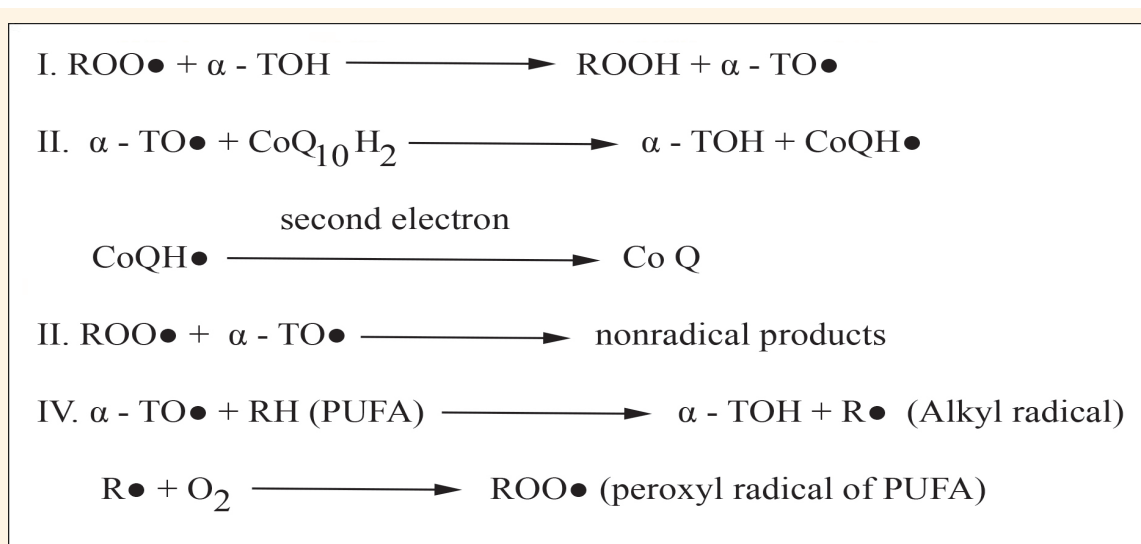 I. ROO● + α - TOH ⟶ ROOH + α - TO●
II. α - TO● + CoQ10H2 ⟶ α - TOH + CoQH●
second electron
CoQH● ⟶ Co Q
II. ROO● + α - TO● ⟶ nonradical products
IV. α - TO● + RH (PUFA) ⟶ α - TOH + R● (Alkyl radical)
R● + O2 ⟶ ROO● (peroxyl radical of PUFA)